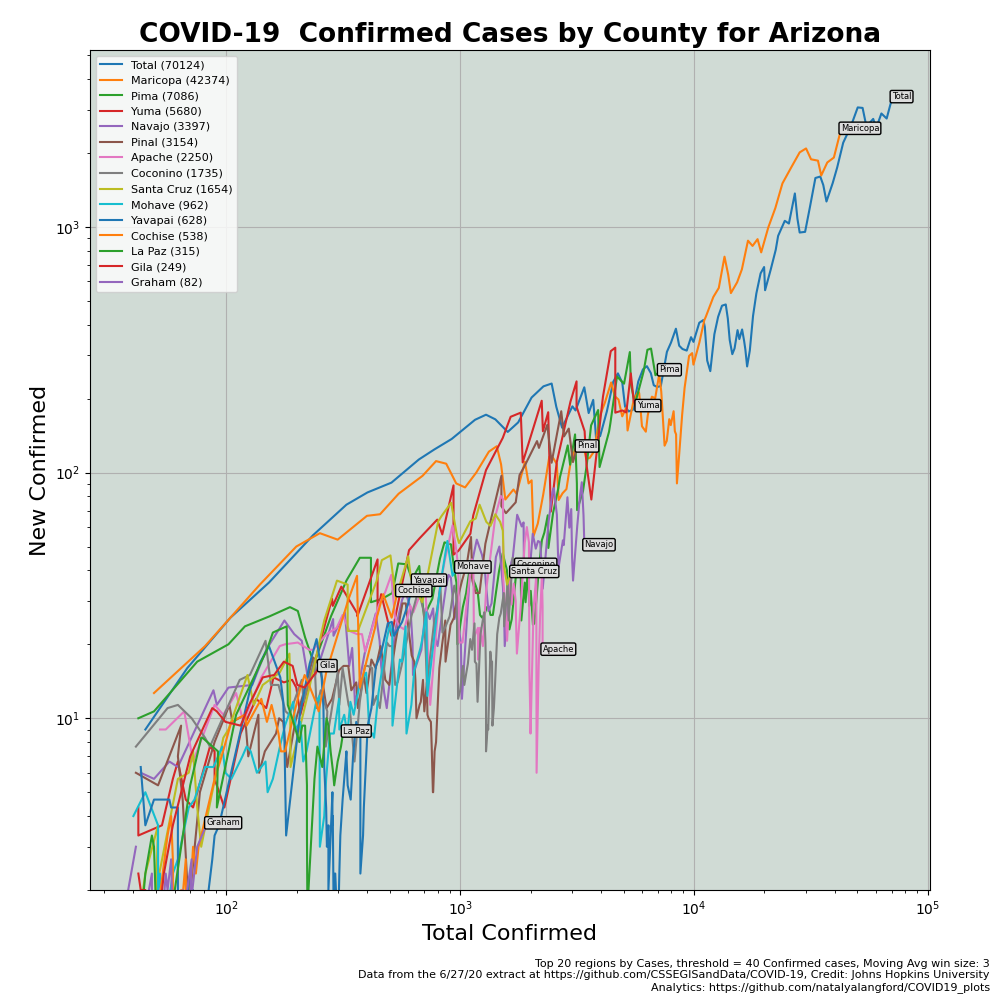 COVID-19  Confirmed Cases by County for Arizona
Total (70124)
Maricopa (42374)
Pima (7086)
Yuma (5680)
Navajo (3397)
Pinal (3154)
Apache (2250)
Coconino (1735)
Santa Cruz (1654)
Mohave (962)
Yavapai (628)
Cochise (538)
La Paz (315)
Gila (249)
Graham (82)
Total
Maricopa
Pima
Yuma
Pinal
Navajo
Coconino
Santa Cruz
Mohave
Yavapai
Cochise
Apache
Gila
La Paz
Graham
New Confirmed
10³
10²
10¹
10² 10³ 10⁴ 10⁵
Total Confirmed
Top 20 regions by Cases, threshold = 40 Confirmed cases, Moving Avg win size: 3
Data from the 6/27/20 extract at https://github.com/CSSEGISandData/COVID-19, Credit: Johns Hopkins University
Analytics: https://github.com/natalyalangford/COVID19_plots